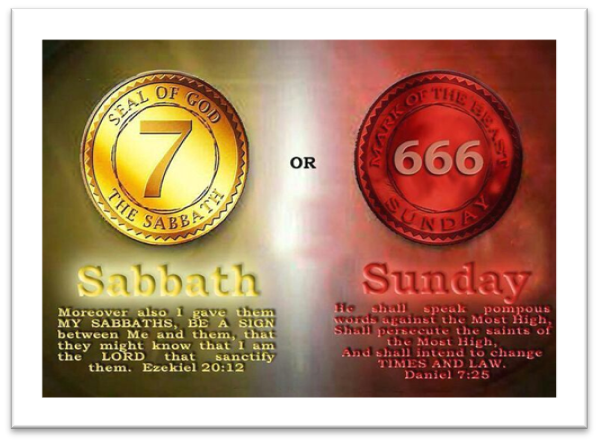 SEAL OF GOD
7
THE SABBATH
OR
MARK OF THE BEAST
666
SUNDAY
Sabbath
Moreover also I gave them
MY SABBATHS, BE A SIGN
between Me and them, that
they might know that I am
the LORD that sanctify
them. Ezekiel 20:12
Sunday
He shall speak pompous
words against the Most High,
Shall persecute the saints of
the Most High,
And shall intend to change
TIMES AND LAW.
Daniel 7:25